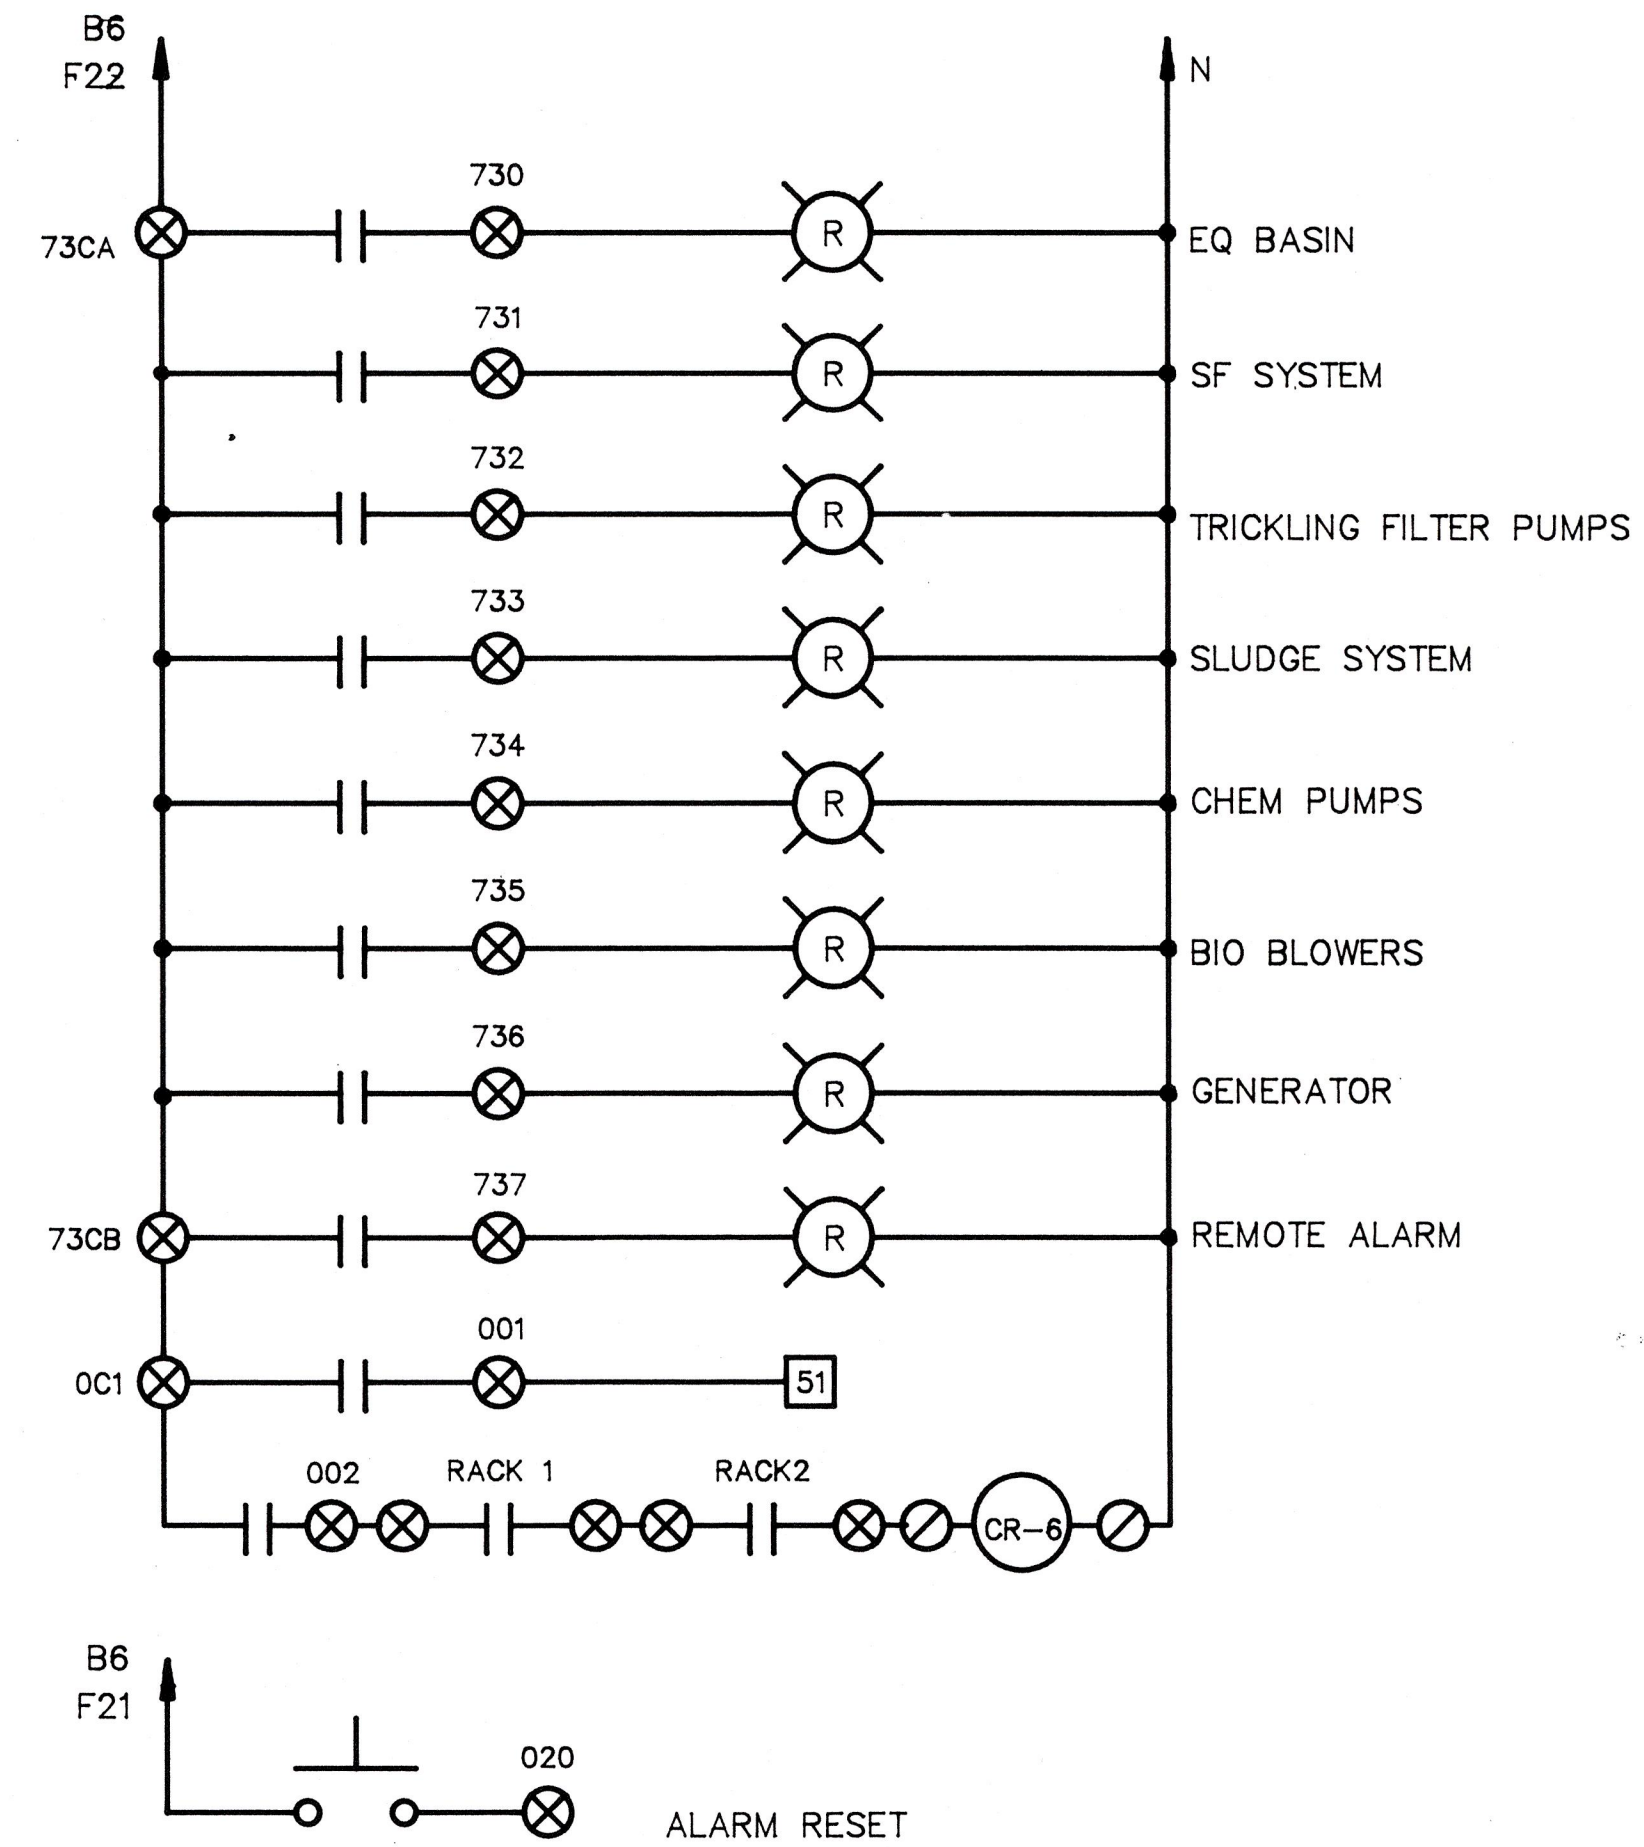 B6
F22
N
730
73CA
R
EQ BASIN
731
R
SF SYSTEM
732
R
TRICKLING FILTER PUMPS
733
R
SLUDGE SYSTEM
734
R
CHEM PUMPS
735
R
BIO BLOWERS
736
R
GENERATOR
737
73CB
R
REMOTE ALARM
001
0C1
51
002
RACK 1
RACK2
CR-6
B6
F21
020
ALARM RESET